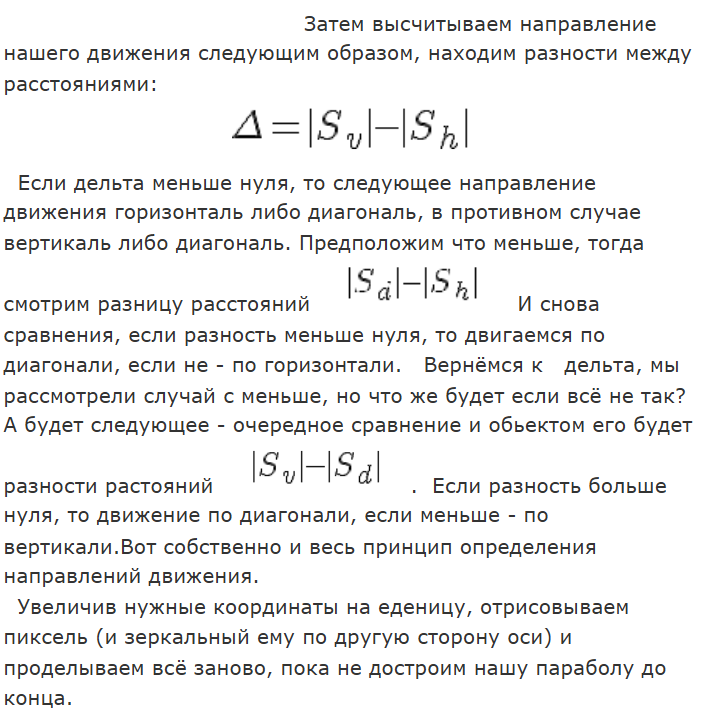 Затем высчитываем направление
нашего движения следующим образом, находим разности между
расстояниями:
Δ=|S_v|−|S_h|
Если дельта меньше нуля, то следующее направление
движения горизонталь либо диагональ, в противном случае
вертикаль либо диагональ. Предположим что меньше, тогда
смотрим разницу расстояний |S_d|−|S_h| И снова
сравнения, если разность меньше нуля, то двигаемся по
диагонали, если не - по горизонтали. Вернёмся к дельта, мы
рассмотрели случай с меньше, но что же будет если всё не так?
А будет следующее - очередное сравнение и обьектом его будет
разности растояний |S_v|−|S_d| . Если разность больше
нуля, то движение по диагонали, если меньше - по
вертикали.Вот собственно и весь принцип определения
направлений движения.
Увеличив нужные координаты на еденицу, отрисовываем
пиксель (и зеркальный ему по другую сторону оси) и
проделываем всё заново, пока не достроим нашу параболу до
конца.